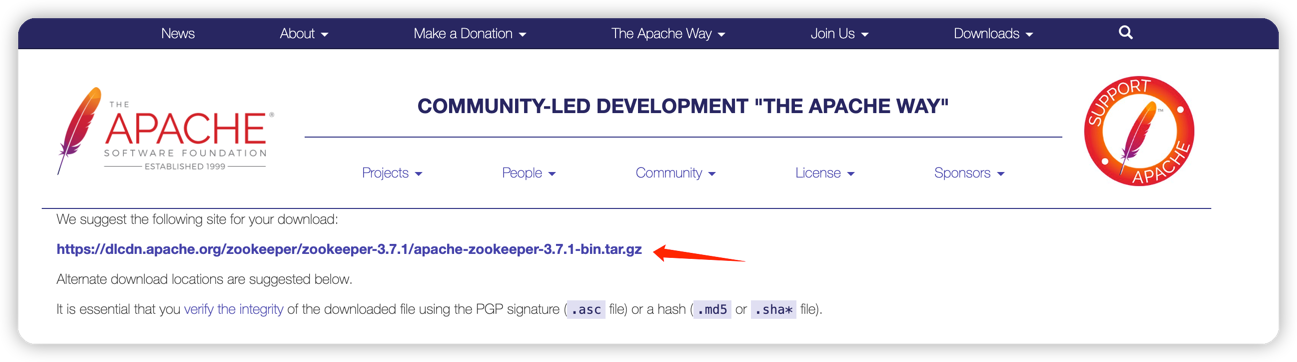 News About Make a Donation The Apache Way Join Us Downloads
THE
APACHE®
SOFTWARE FOUNDATION
ESTABLISHED 1999
COMMUNITY-LED DEVELOPMENT "THE APACHE WAY"
SUPPORT
APACHE
Projects People Community License Sponsors
We suggest the following site for your download:
https://dlcdn.apache.org/zookeeper/zookeeper-3.7.1/apache-zookeeper-3.7.1-bin.tar.gz
Alternate download locations are suggested below.
It is essential that you verify the integrity of the downloaded file using the PGP signature (.asc file) or a hash (.md5 or .sha* file).